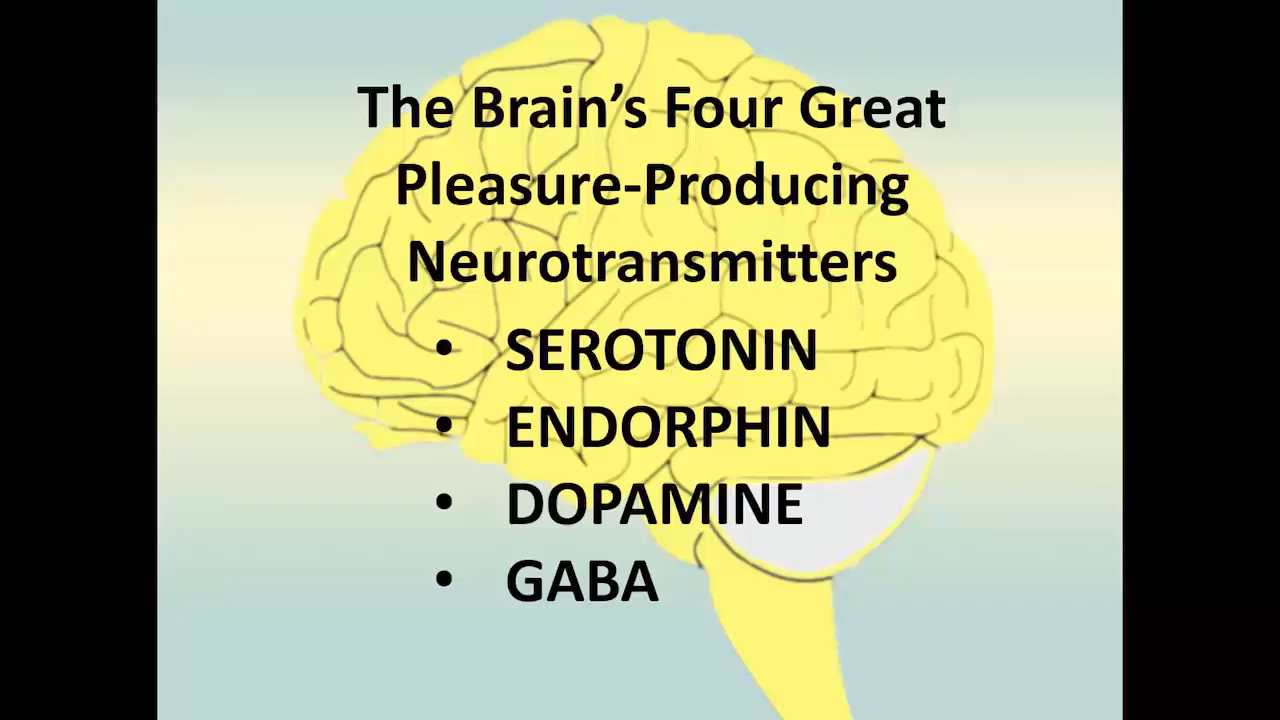 The Brain’s Four Great
Pleasure-Producing
Neurotransmitters
• SEROTONIN
• ENDORPHIN
• DOPAMINE
• GABA